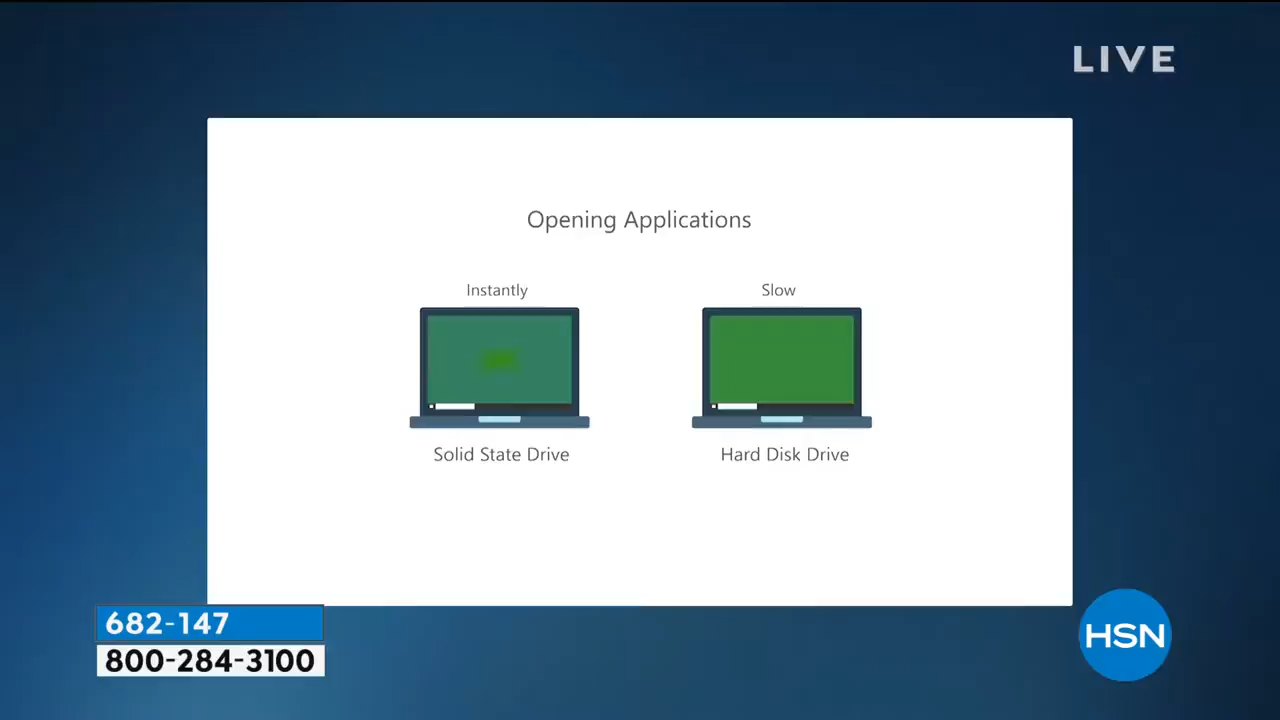 LIVE
Opening Applications
Instantly
Slow
Solid State Drive
Hard Disk Drive
682-147
800-284-3100
HSN